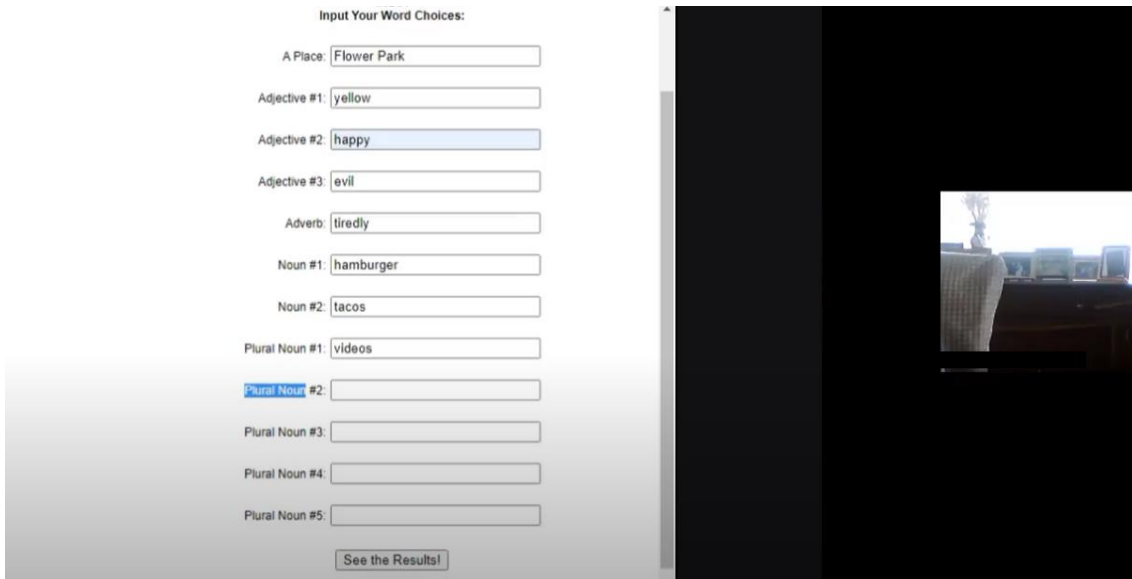 Input Your Word Choices:
A Place: Flower Park
Adjective #1: yellow
Adjective #2: happy
Adjective #3: evil
Adverb: tiredly
Noun #1: hamburger
Noun #2: tacos
Plural Noun #1: videos
Plural Noun #2:
Plural Noun #3:
Plural Noun #4:
Plural Noun #5:
See the Results!